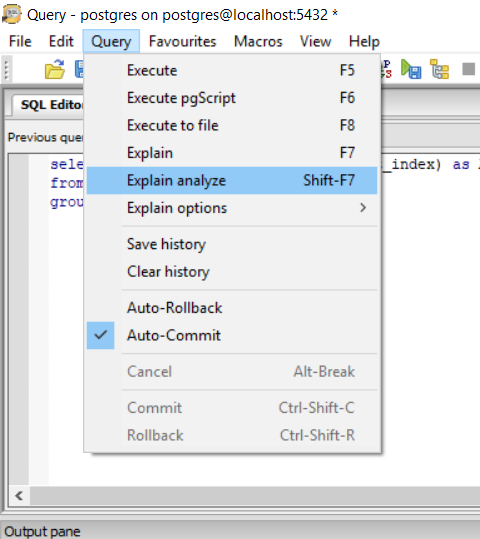 Query - postgres on postgres@localhost:5432 *
File Edit Query Favourites Macros View Help
Execute F5
SQL Edito
Execute pgScript F6
Execute to file F8
Previous que
Explain F7
sele _index) as
Explain analyze Shift-F7
from
Explain options
grou
Save history
Clear history
Auto-Rollback
Auto-Commit
Cancel Alt-Break
Commit Ctrl-Shift-C
Rollback Ctrl-Shift-R
Output pane